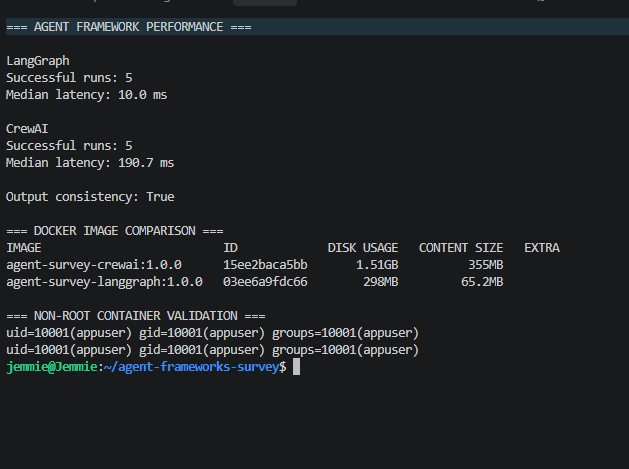 === AGENT FRAMEWORK PERFORMANCE ===
LangGraph
Successful runs: 5
Median latency: 10.0 ms
CrewAI
Successful runs: 5
Median latency: 190.7 ms
Output consistency: True
=== DOCKER IMAGE COMPARISON ===
IMAGE ID DISK USAGE CONTENT SIZE EXTRA
agent-survey-crewai:1.0.0 15ee2baca5bb 1.51GB 355MB
agent-survey-langgraph:1.0.0 03ee6a9fdc66 298MB 65.2MB
=== NON-ROOT CONTAINER VALIDATION ===
uid=10001(appuser) gid=10001(appuser) groups=10001(appuser)
uid=10001(appuser) gid=10001(appuser) groups=10001(appuser)
jemmie@Jemmie:~/agent-frameworks-survey$